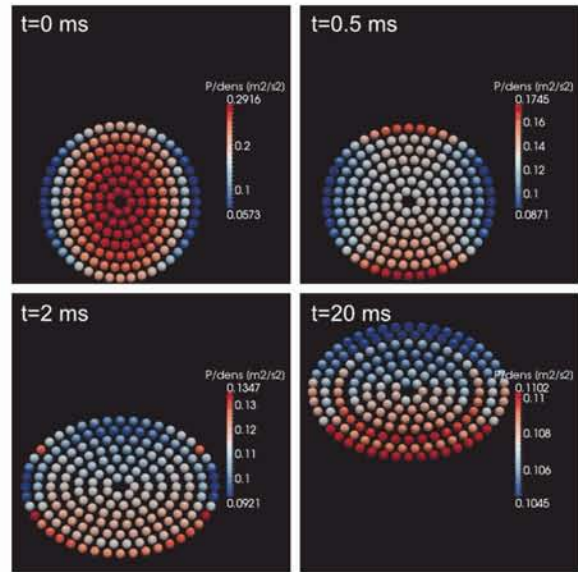 t=0 ms
P/dens (m2/s2)
0.2916
0.2
0.1
0.0573
t=0.5 ms
P/dens (m2/s2)
0.1745
0.16
0.14
0.12
0.1
0.0871
t=2 ms
P/dens (m2/s2)
0.1347
0.13
0.12
0.11
0.1
0.0921
t=20 ms
P/dens (m2/s2)
0.1102
0.11
0.108
0.106
0.1045